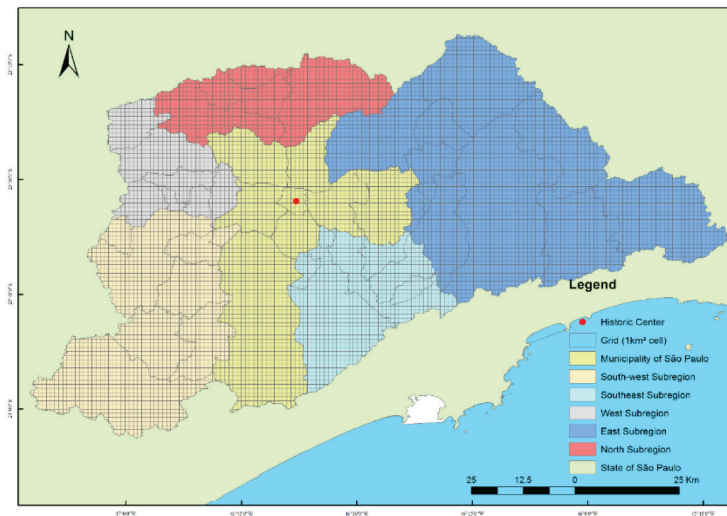 N
Legend
Historic Center
Grid (1km² cell)
Municipality of São Paulo
South-west Subregion
Southeast Subregion
West Subregion
East Subregion
North Subregion
State of São Paulo
25 12.5 0 25 Km